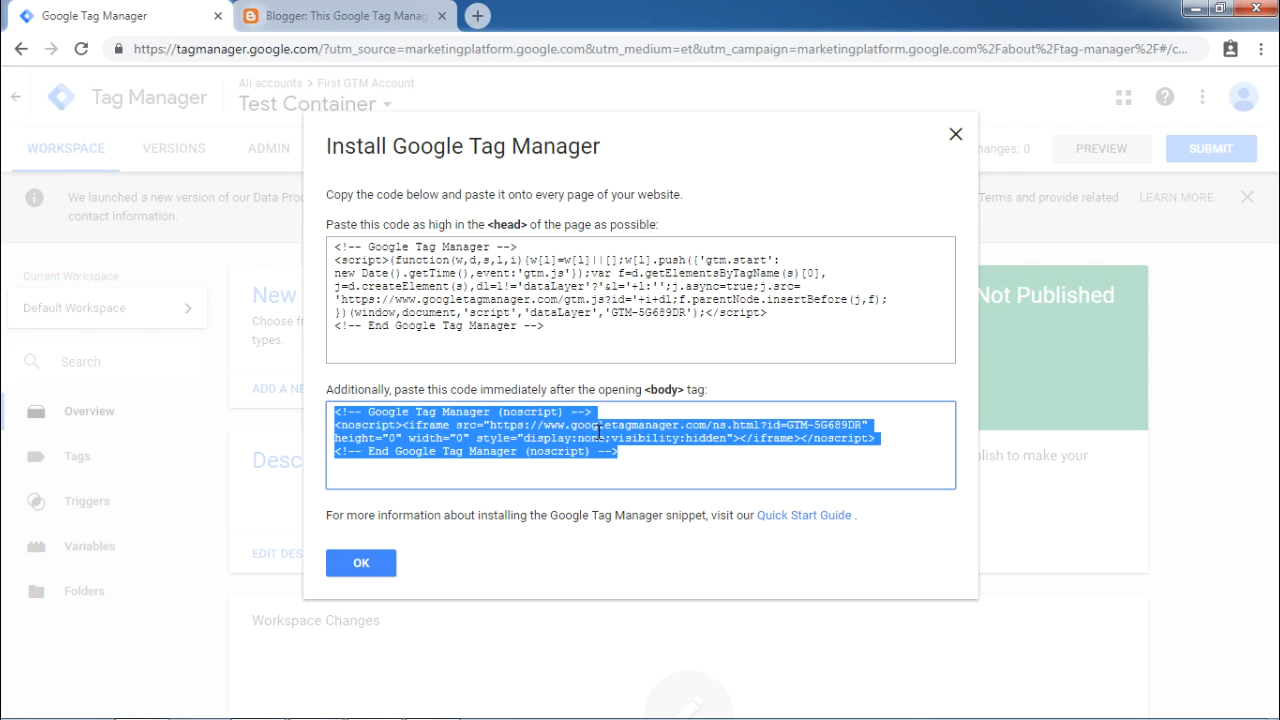 Google Tag Manager
Blogger: This Google Tag Manag
https://tagmanager.google.com/?utm_source=marketingplatform.google.com&utm_medium=et&utm_campaign=marketingplatform.google.com%2Fabout%2Ftag-manager%2F#/c...
Tag Manager
All accounts > First GTM Account
Test Container
WORKSPACE
VERSIONS
ADMIN
hanges: 0
PREVIEW
SUBMIT
We launched a new version of our Data Proc
contact information.
Terms and provide related
LEARN MORE
Install Google Tag Manager
Copy the code below and paste it onto every page of your website.
Paste this code as high in the <head> of the page as possible:
<!-- Google Tag Manager -->
<script>(function(w,d,s,l,i){w[l]=w[l]||[];w[l].push({'gtm.start':
new Date().getTime(),event:'gtm.js'});var f=d.getElementsByTagName(s)[0],
j=d.createElement(s),dl=l!='dataLayer'?'&l='+l:'';j.async=true;j.src=
'https://www.googletagmanager.com/gtm.js?id='+i+dl;f.parentNode.insertBefore(j,f);
})(window,document,'script','dataLayer','GTM-5G689DR');</script>
<!-- End Google Tag Manager -->
Additionally, paste this code immediately after the opening <body> tag:
<!-- Google Tag Manager (noscript) -->
<noscript><iframe src="https://www.googletagmanager.com/ns.html?id=GTM-5G689DR"
height="0" width="0" style="display:none;visibility:hidden"></iframe></noscript>
<!-- End Google Tag Manager (noscript) -->
For more information about installing the Google Tag Manager snippet, visit our Quick Start Guide .
OK
Current Workspace
Default Workspace
Search
Overview
Tags
Triggers
Variables
Folders
New
Choose fr
types.
ADD A NE
Desc
EDIT DES
Not Published
lish to make your
Workspace Changes